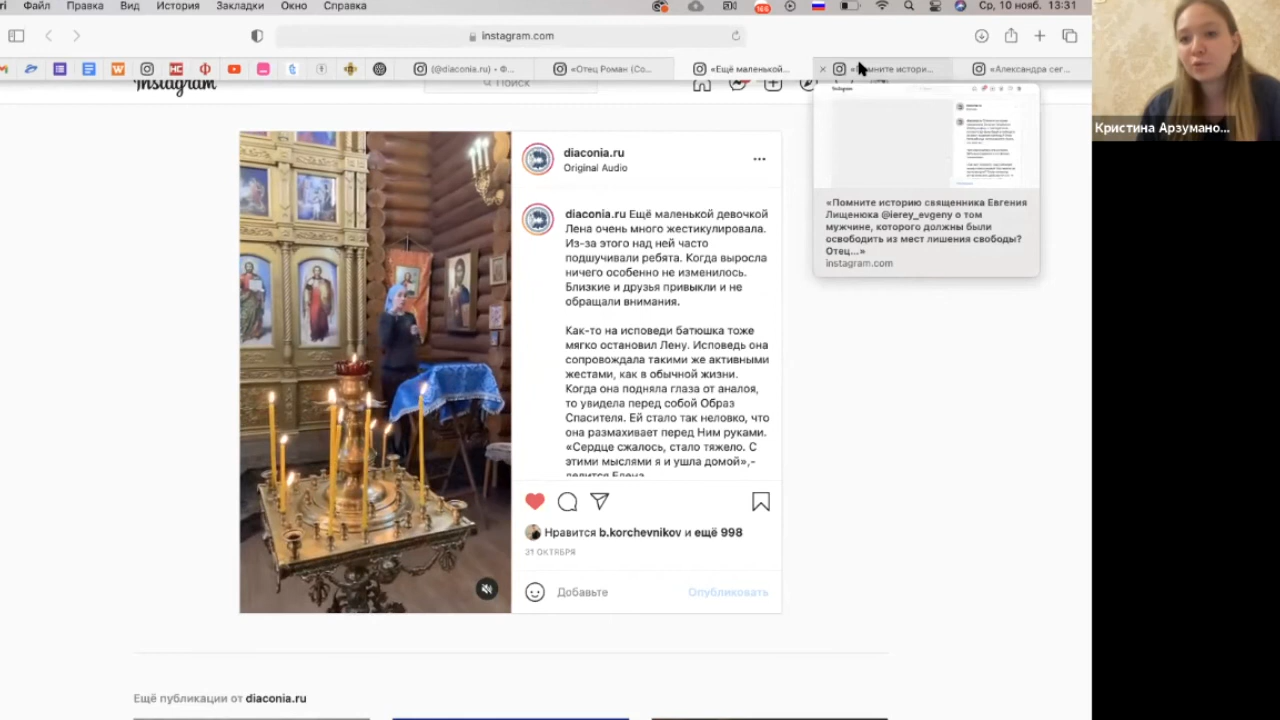 ri Файл Правка Вид История Закладки Окно Справка
166
Ср, 10 нояб. 13:31
instagram.com
(@diaconia.ru) • Ф...
«Отец Роман (Со...
«Ещё маленькой...
«Помните истори...
«Александра сег...
Instagram
Поиск
diaconia.ru
Original Audio
diaconia.ru Ещё маленькой девочкой
Лена очень много жестикулировала.
Из-за этого над ней часто
подшучивали ребята. Когда выросла
ничего особенно не изменилось.
Близкие и друзья привыкли и не
обращали внимания.
Как-то на исповеди батюшка тоже
мягко остановил Лену. Исповедь она
сопровождала такими же активными
жестами, как в обычной жизни.
Когда она подняла глаза от аналоя,
то увидела перед собой Образ
Спасителя. Ей стало так неловко, что
она размахивает перед Ним руками.
«Сердце сжалось, стало тяжело. С
этими мыслями я и ушла домой»,-
делится Елена
Нравится b.korchevnikov и ещё 998
21 ОКТЯБРЯ
Добавьте
Опубликовать
Ещё публикации от diaconia.ru
«Помните историю священника Евгения
Лищенюка @ierey_evgeny о том
мужчине, которого должны были
освободить из мест лишения свободы?
Отец...»
instagram.com
Кристина Арзумано...